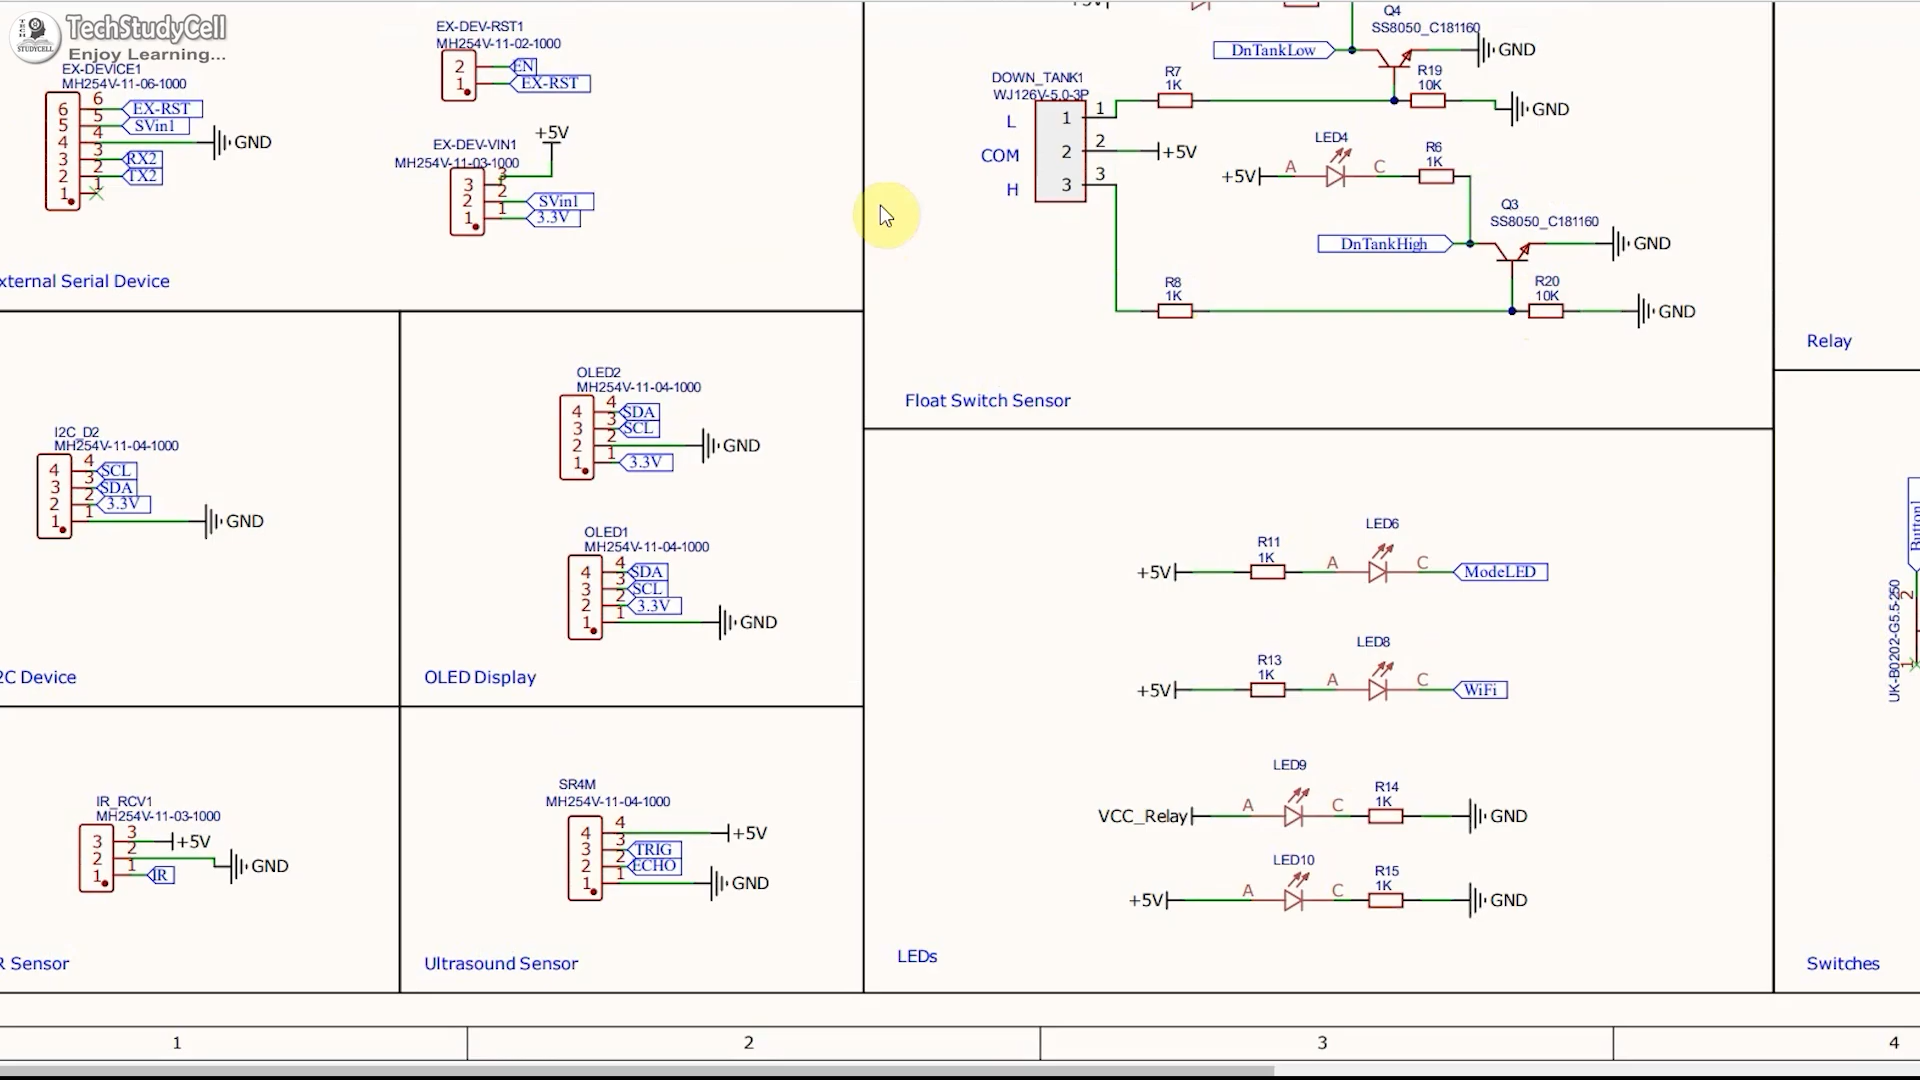 TechStudyCell
Enjoy Learning...
TECH
STUDYCELL
EX-DEVICE1
MH254V-11-06-1000
6 6 EX-RST
5 5 SVin1
4 4 GND
3 3 RX2
2 2 TX2
1 1
EX-DEV-RST1
MH254V-11-02-1000
2 EN
1 EX-RST
+5V
EX-DEV-VIN1
MH254V-11-03-1000
3 3
2 2 SVin1
1 1 3.3V
xternal Serial Device
Q4
SS8050_C181160
DnTankLow
GND
DOWN_TANK1
WJ126V-5.0-3P
L 1 1
COM 2 2 +5V
H 3 3
R7
1K
R19
10K
GND
LED4
+5V A C
R6
1K
Q3
SS8050_C181160
DnTankHigh
GND
R8
1K
R20
10K
GND
Float Switch Sensor
Relay
I2C_D2
MH254V-11-04-1000
4 4 SCL
3 3 SDA
2 2 3.3V
1 1 GND
2C Device
OLED2
MH254V-11-04-1000
4 4 SDA
3 3 SCL
2 2 GND
1 1 3.3V
OLED1
MH254V-11-04-1000
4 4 SDA
3 3 SCL
2 2 3.3V
1 1 GND
OLED Display
LED6
R11
1K
+5V A C ModeLED
LED8
R13
1K
+5V A C WiFi
LED9
R14
1K
VCC_Relay A C GND
LED10
R15
1K
+5V A C GND
LEDs
Button1
UK-B0202-G5.5-250
2
1
Switches
IR_RCV1
MH254V-11-03-1000
3 3 +5V
2 2 GND
1 1 IR
R Sensor
SR4M
MH254V-11-04-1000
4 4 +5V
3 3 TRIG
2 2 ECHO
1 1 GND
Ultrasound Sensor
1 2 3 4